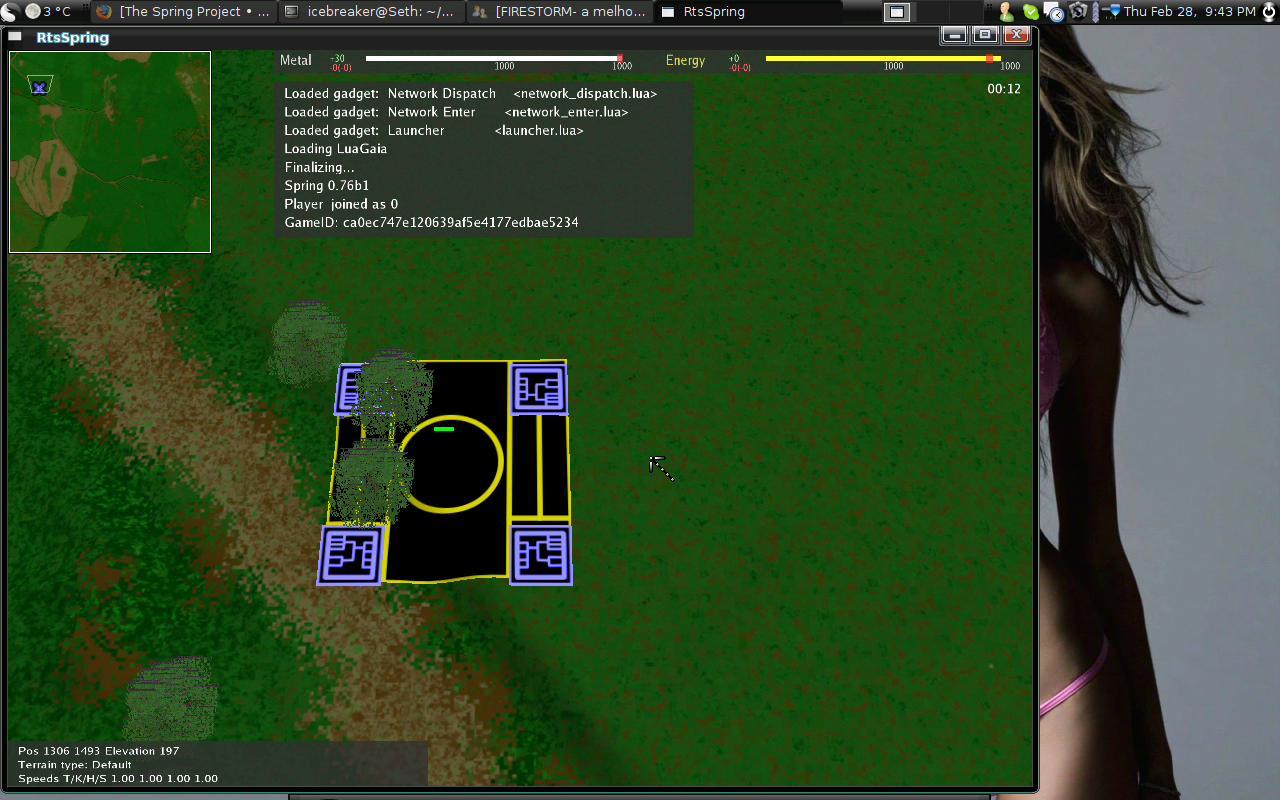 3 °C
[The Spring Project • ...
icebreaker@Seth: ~/...
[FIRESTORM- a melho...
RtsSpring
Thu Feb 28, 9:43 PM
RtsSpring
Metal +30 -0(-0) 1000 1000 Energy +0 -0(-0) 1000 1000
00:12
Loaded gadget: Network Dispatch <network_dispatch.lua>
Loaded gadget: Network Enter <network_enter.lua>
Loaded gadget: Launcher <launcher.lua>
Loading LuaGaia
Finalizing...
Spring 0.76b1
Player joined as 0
GameID: ca0ec747e120639af5e4177edbae5234
Pos 1306 1493 Elevation 197
Terrain type: Default
Speeds T/K/H/S 1.00 1.00 1.00 1.00